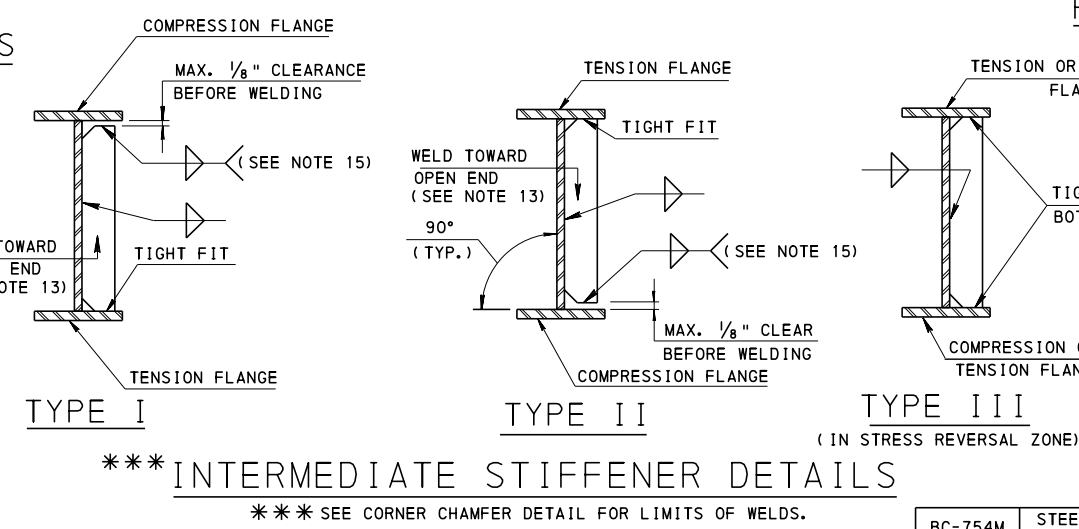 S
COMPRESSION FLANGE
MAX. 1/8" CLEARANCE
BEFORE WELDING
(SEE NOTE 15)
TOWARD
END
OTE 13)
TIGHT FIT
TENSION FLANGE
TYPE I
TENSION FLANGE
TIGHT FIT
WELD TOWARD
OPEN END
(SEE NOTE 13)
90°
(TYP.)
(SEE NOTE 15)
MAX. 1/8" CLEAR
BEFORE WELDING
COMPRESSION FLANGE
TYPE II
TENSION OR
FLA
TIG
BOT
COMPRESSION
TENSION FLAN
TYPE III
(IN STRESS REVERSAL ZONE)
***INTERMEDIATE STIFFENER DETAILS
*** SEE CORNER CHAMFER DETAIL FOR LIMITS OF WELDS.
BC-754M
STEE